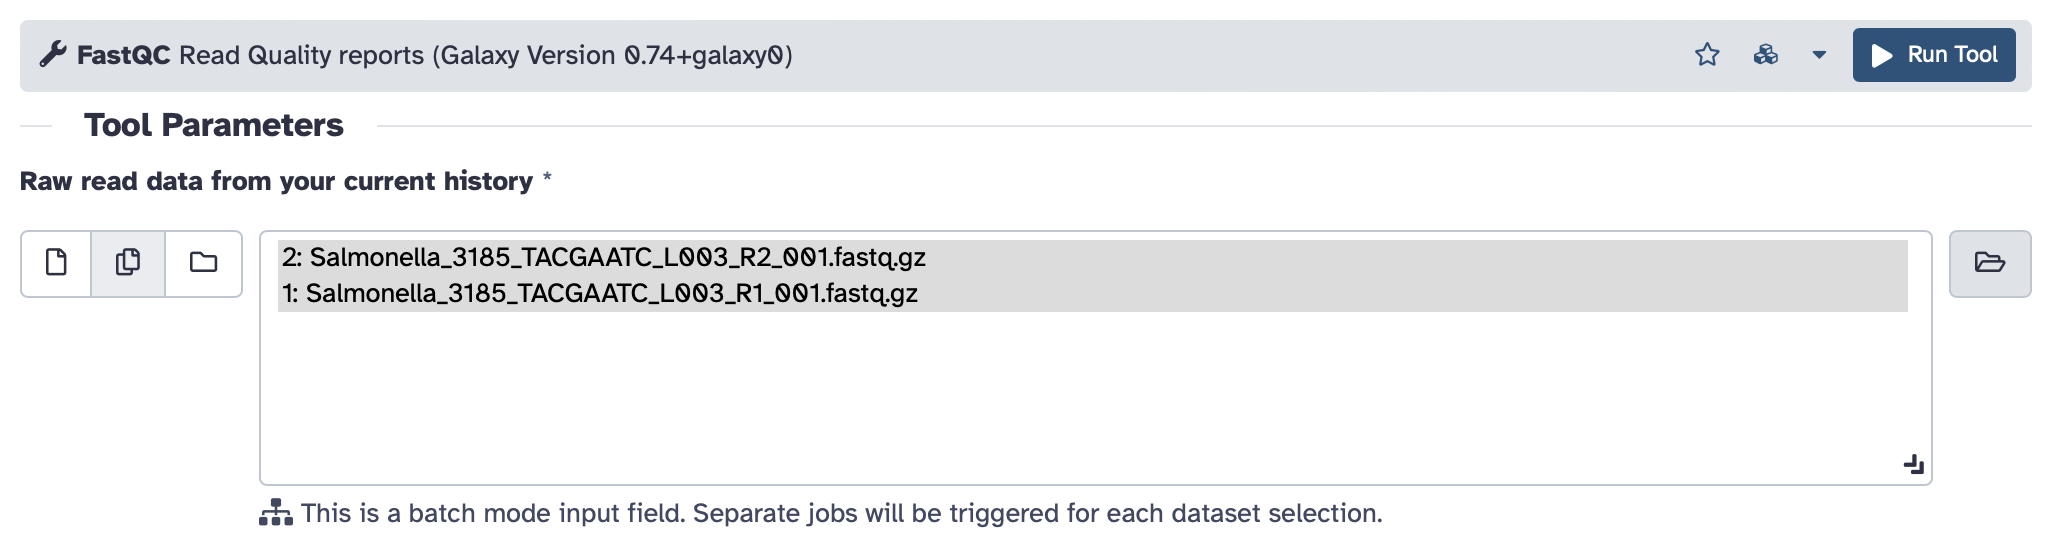 FastQC Read Quality reports (Galaxy Version 0.74+galaxy0)
Run Tool
Tool Parameters
Raw read data from your current history *
2: Salmonella_3185_TACGAATC_L003_R2_001.fastq.gz
1: Salmonella_3185_TACGAATC_L003_R1_001.fastq.gz
This is a batch mode input field. Separate jobs will be triggered for each dataset selection.